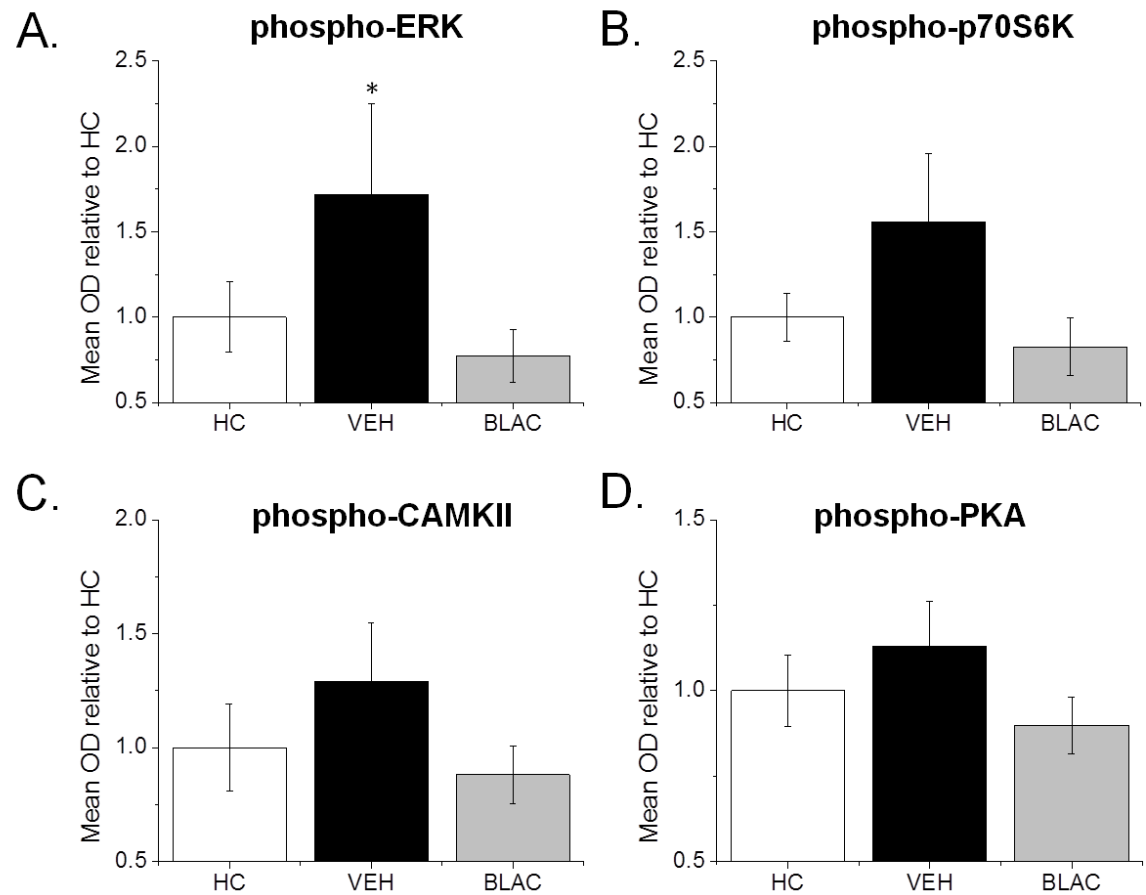 A.
phospho-ERK
Mean OD relative to HC
2.5
2.0
1.5
1.0
0.5
*
HC VEH BLAC
B.
phospho-p70S6K
Mean OD relative to HC
2.5
2.0
1.5
1.0
0.5
HC VEH BLAC
C.
phospho-CAMKII
Mean OD relative to HC
2.0
1.5
1.0
0.5
HC VEH BLAC
D.
phospho-PKA
Mean OD relative to HC
1.5
1.0
0.5
HC VEH BLAC